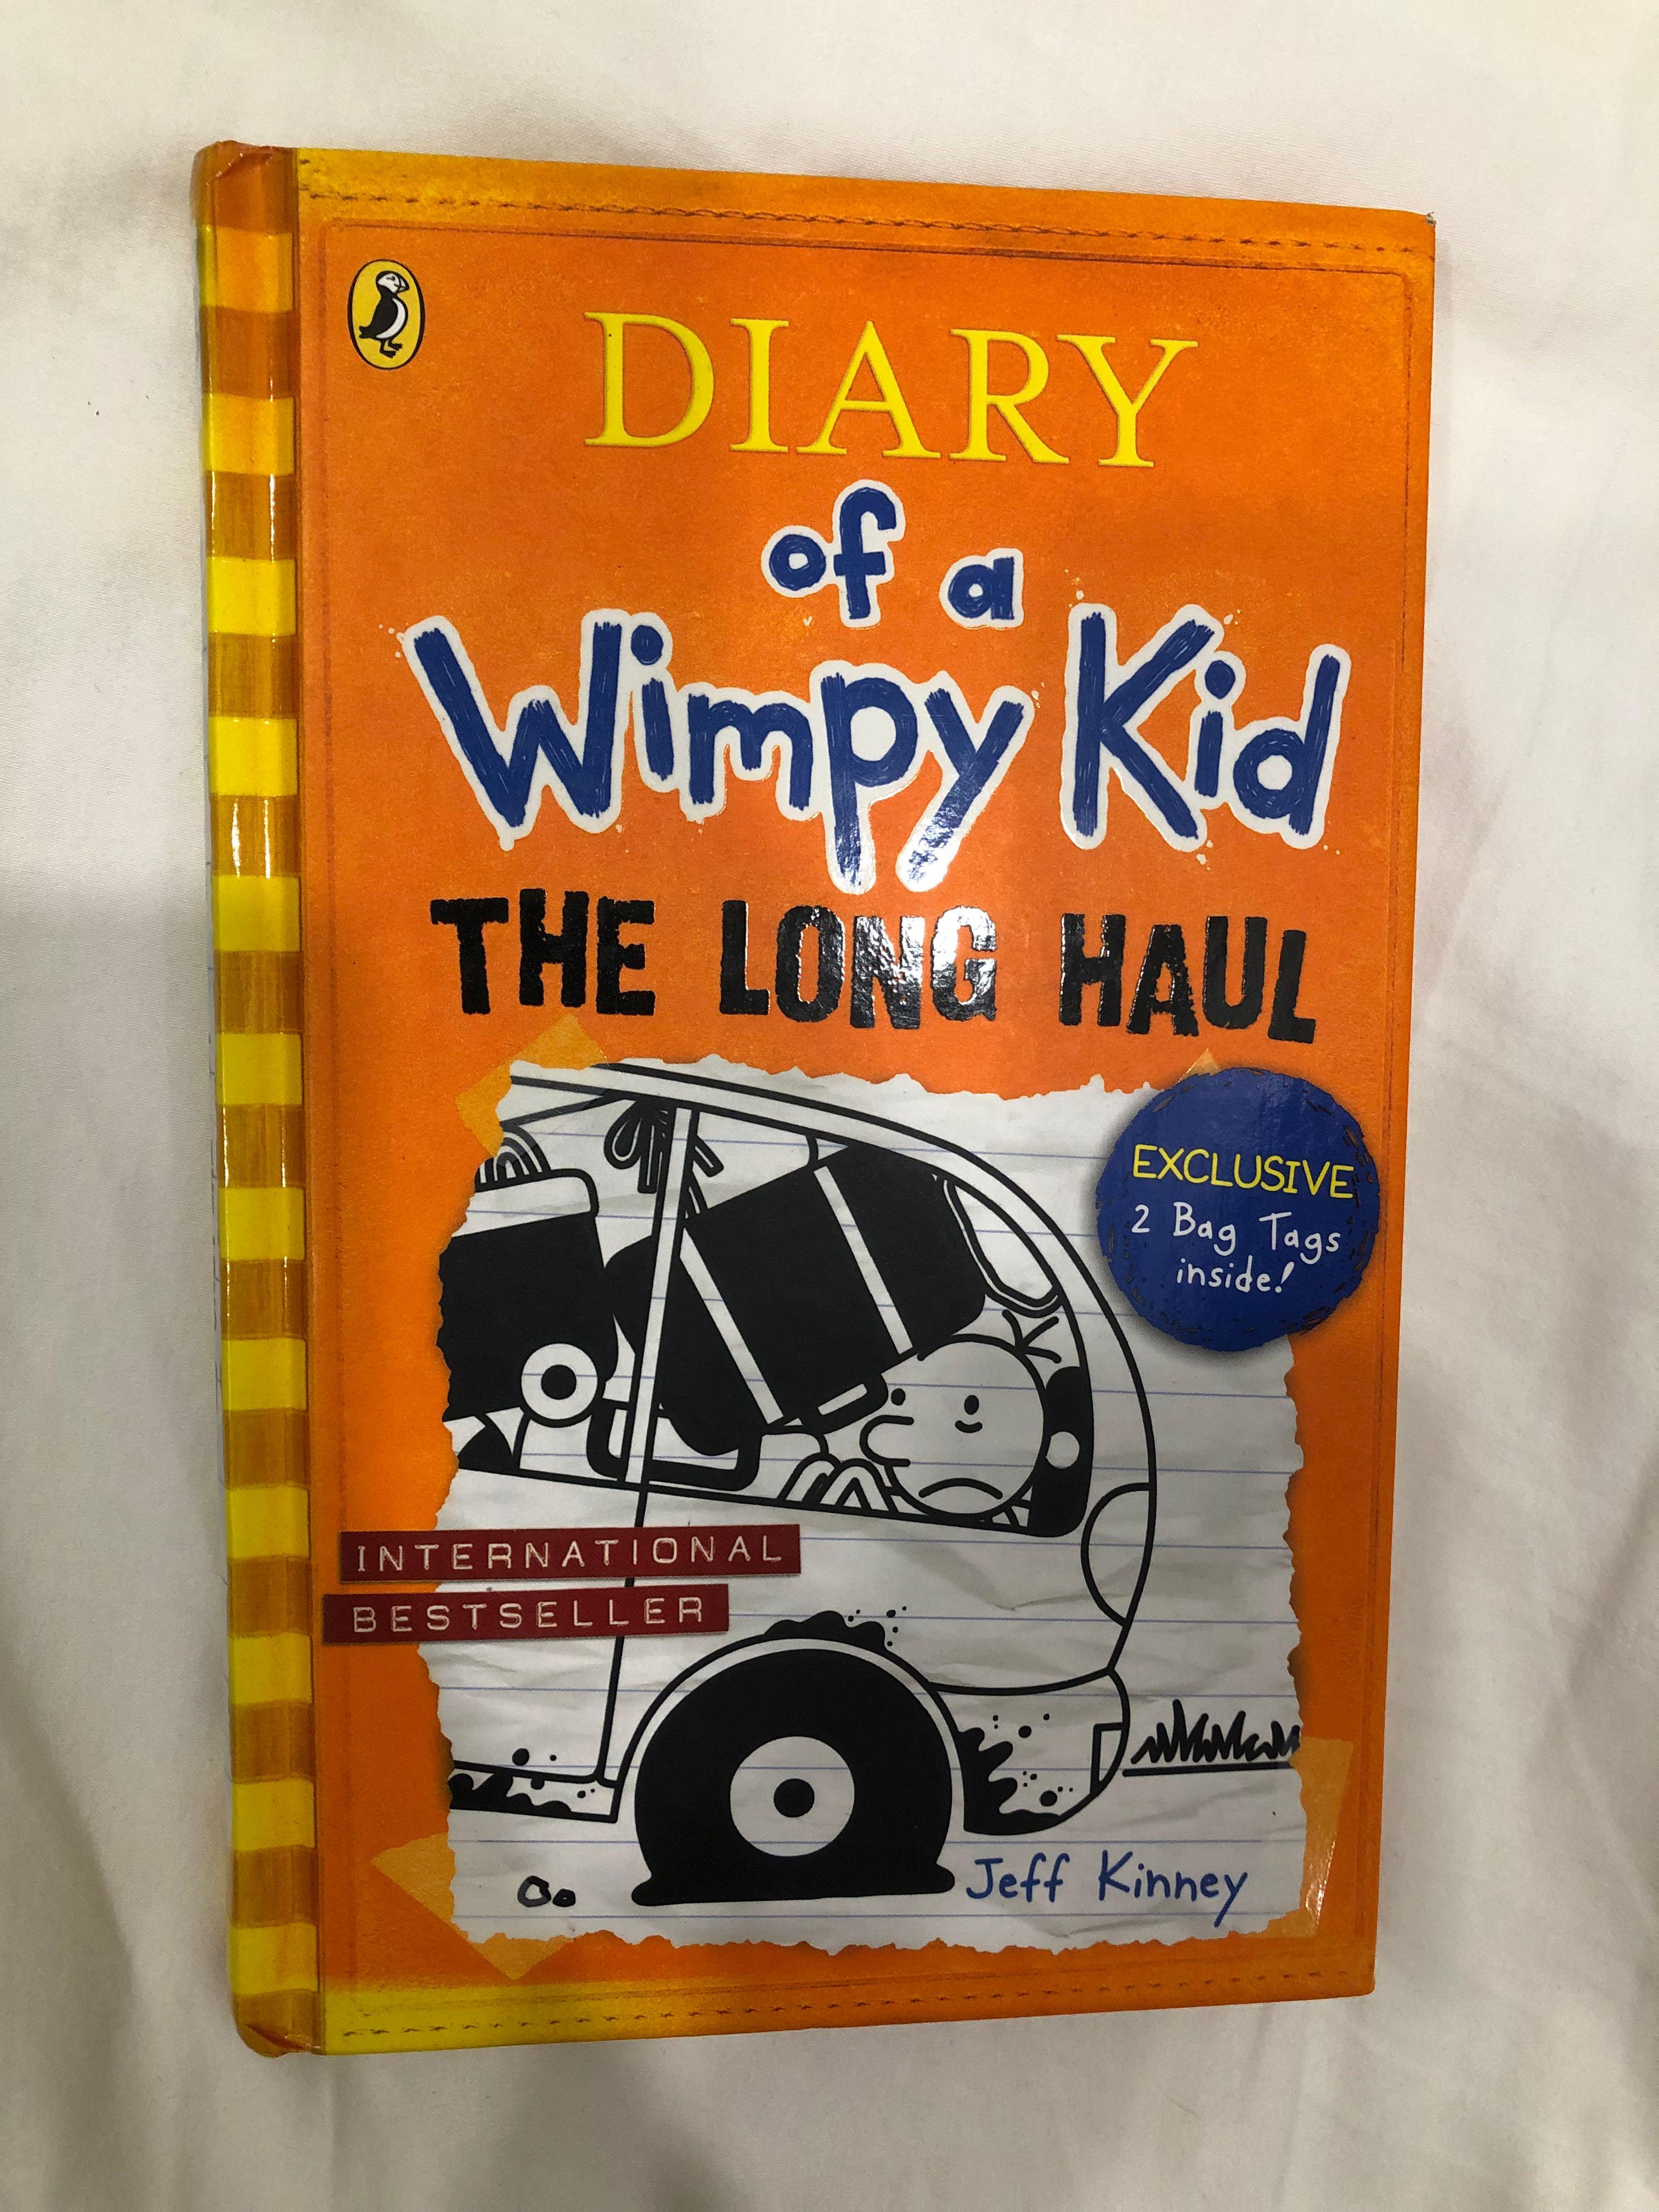 DIARY
of a
Wimpy Kid
THE LONG HAUL
EXCLUSIVE
2 Bag Tags
inside!
INTERNATIONAL
BESTSELLER
Jeff Kinney